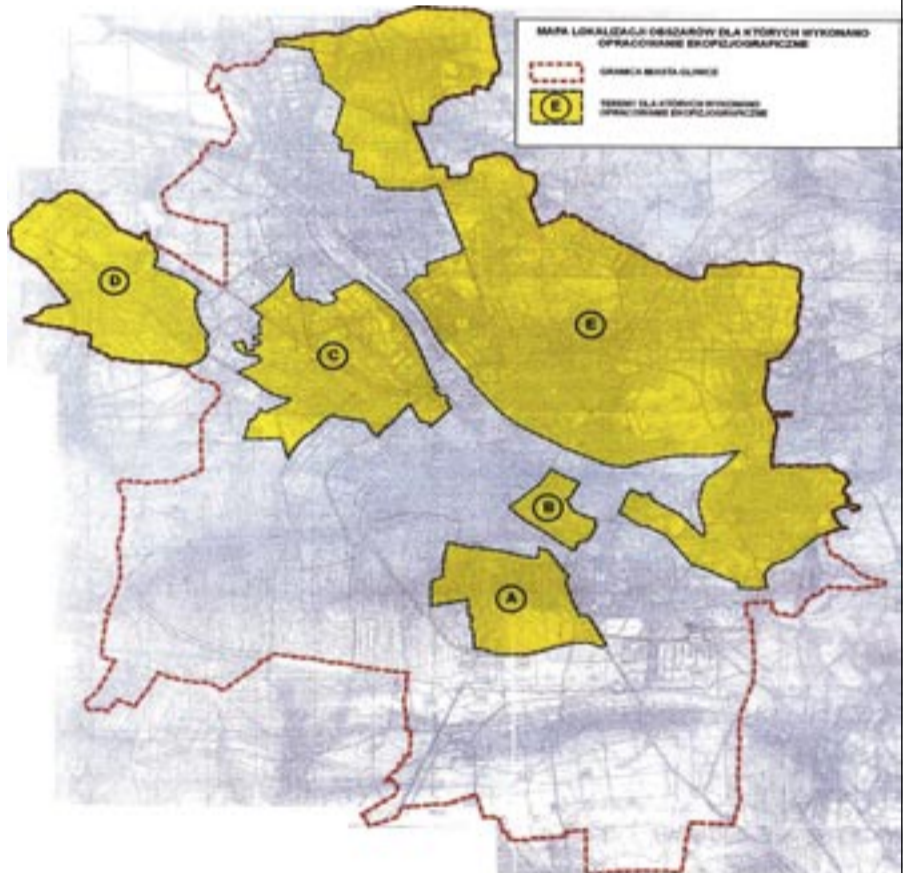 MAPA LOKALIZACJI OBSZARÓW DLA KTÓRYCH WYKONANO
OPRACOWANIE EKOFIZJOGRAFICZNE
GRANICA MIASTA GLIWICE
E
TERENY DLA KTÓRYCH WYKONANO
OPRACOWANIE EKOFIZJOGRAFICZNE
D
C
E
B
A